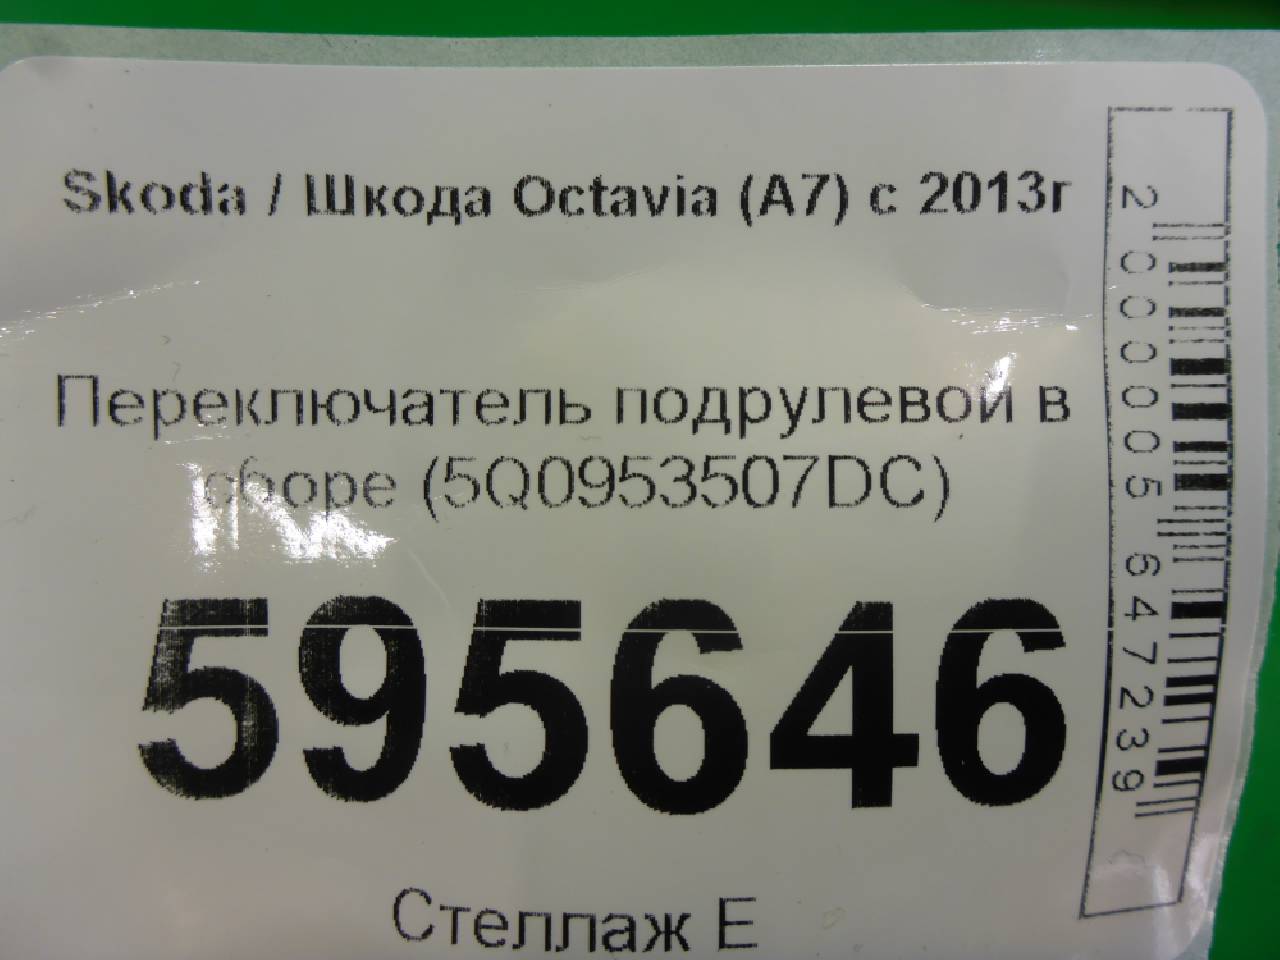 Skoda / Шкода Octavia (A7) с 2013г
Переключатель подрулевой в
сборе (5Q0953507DC)
595646
Стеллаж E
2000005647239